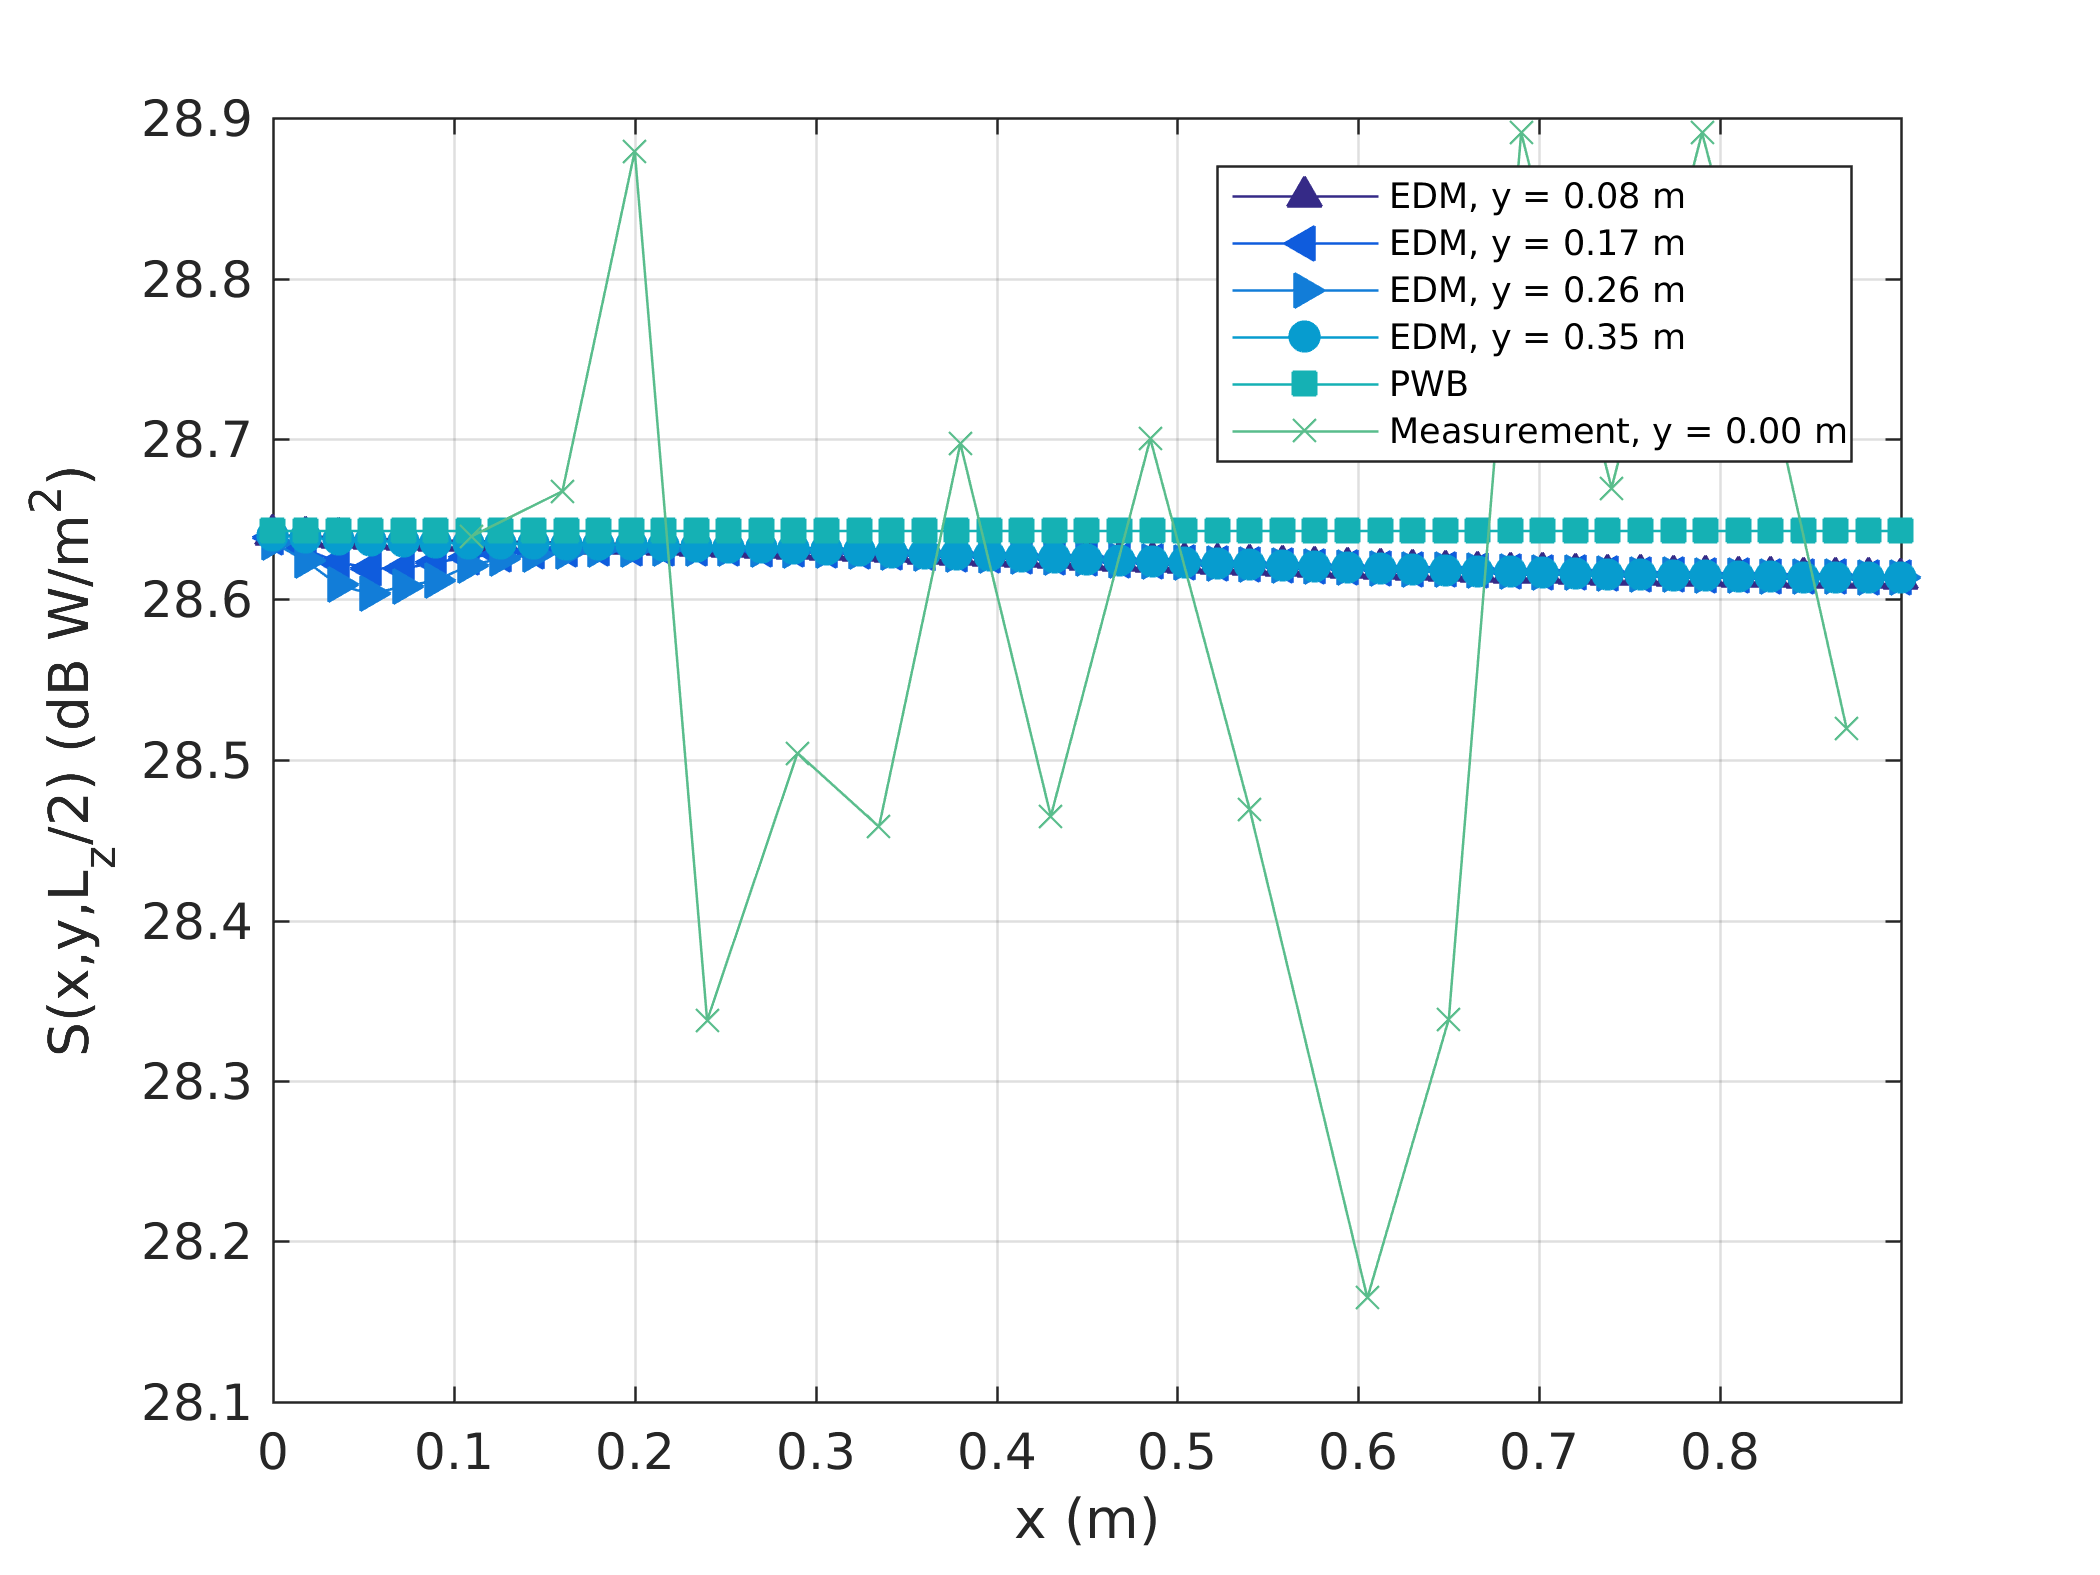 28.9
28.8
28.7
28.6
28.5
28.4
28.3
28.2
28.1
0 0.1 0.2 0.3 0.4 0.5 0.6 0.7 0.8
x (m)
S(x,y,L_z/2) (dB W/m^2)
EDM, y = 0.08 m
EDM, y = 0.17 m
EDM, y = 0.26 m
EDM, y = 0.35 m
PWB
Measurement, y = 0.00 m